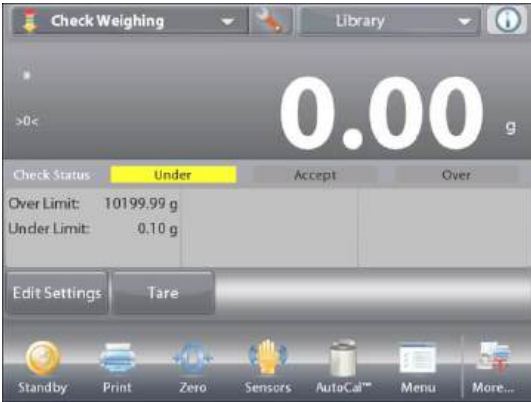 Check Weighing Library
>0<
0.00 g
Check Status Under Accept Over
Over Limit: 10199.99 g
Under Limit: 0.10 g
Edit Settings Tare
Standby Print Zero Sensors AutoCal™ Menu More...